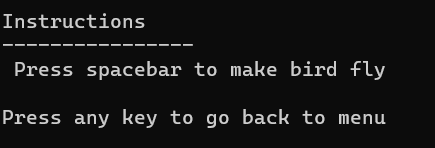 Instructions
----------------
 Press spacebar to make bird fly

Press any key to go back to menu